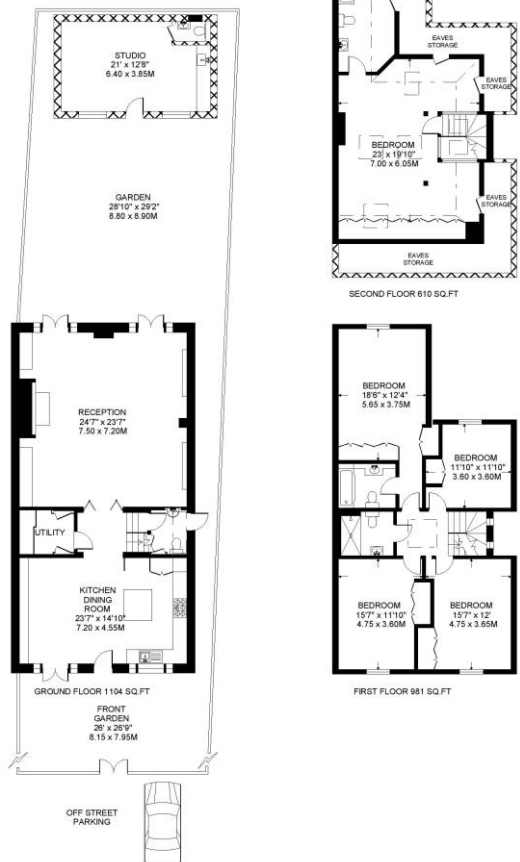 STUDIO
21' x 12'8"
6.40 x 3.85M
GARDEN
28'10" x 29'2"
8.80 x 8.90M
RECEPTION
24'7" x 23'7"
7.50 x 7.20M
UTILITY
KITCHEN
DINING
ROOM
23'7" x 14'10"
7.20 x 4.55M
GROUND FLOOR 1104 SQ.FT
FRONT
GARDEN
26' x 26'9"
8.15 x 7.95M
OFF STREET
PARKING
EAVES
STORAGE
EAVES
STORAGE
BEDROOM
23' x 19'10"
7.00 x 6.05M
EAVES
STORAGE
EAVES
STORAGE
SECOND FLOOR 610 SQ.FT
BEDROOM
18'6" x 12'4"
5.65 x 3.75M
BEDROOM
11'10" x 11'10"
3.60 x 3.60M
BEDROOM
15'7" x 11'10"
4.75 x 3.60M
BEDROOM
15'7" x 12'
4.75 x 3.65M
FIRST FLOOR 981 SQ.FT